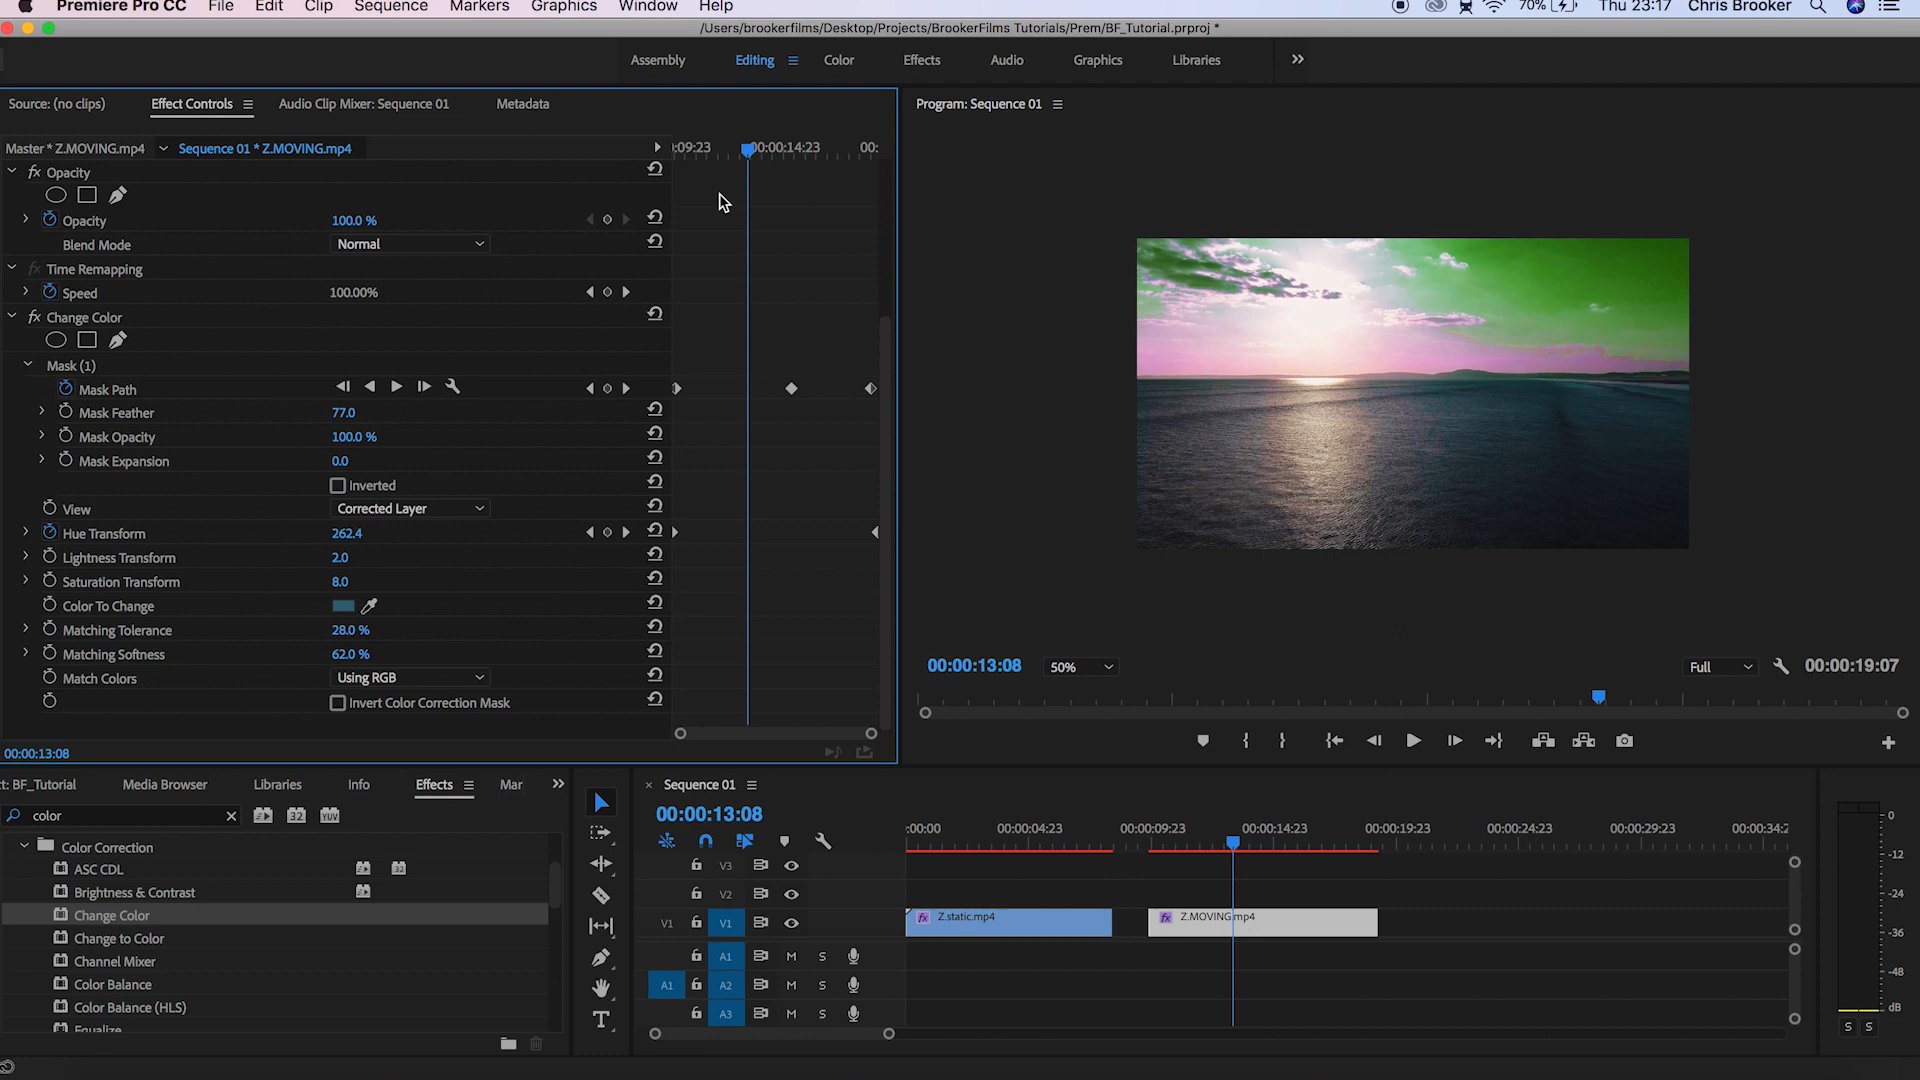 Premiere Pro CC File Edit Clip Sequence Markers Graphics Window Help 70% Thu 23:17 Chris Brooker
/Users/brookerfilms/Desktop/Projects/BrookerFilms Tutorials/Prem/BF_Tutorial.prproj *
Assembly Editing Color Effects Audio Graphics Libraries
Source: (no clips) Effect Controls Audio Clip Mixer: Sequence 01 Metadata
Program: Sequence 01
Master * Z.MOVING.mp4 Sequence 01 * Z.MOVING.mp4
:09:23 00:00:14:23 00:
fx Opacity
Opacity 100.0 %
Blend Mode Normal
fx Time Remapping
Speed 100.00%
fx Change Color
Mask (1)
Mask Path
Mask Feather 77.0
Mask Opacity 100.0 %
Mask Expansion 0.0
Inverted
View Corrected Layer
Hue Transform 262.4
Lightness Transform 2.0
Saturation Transform 8.0
Color To Change
Matching Tolerance 28.0 %
Matching Softness 62.0 %
Match Colors Using RGB
Invert Color Correction Mask
00:00:13:08
00:00:13:08 50% Full 00:00:19:07
t: BF_Tutorial Media Browser Libraries Info Effects Mar
color 32 YUV
Color Correction
ASC CDL 32
Brightness & Contrast
Change Color
Change to Color
Channel Mixer
Color Balance
Color Balance (HLS)
Equalize
× Sequence 01
00:00:13:08
:00:00 00:00:04:23 00:00:09:23 00:00:14:23 00:00:19:23 00:00:24:23 00:00:29:23 00:00:34:2
V3
V2
V1 V1 fx Z.static.mp4 fx Z.MOVING.mp4
A1 M S
A1 A2 M S
A3 M S
0
-12
-24
-36
-48
dB
S S